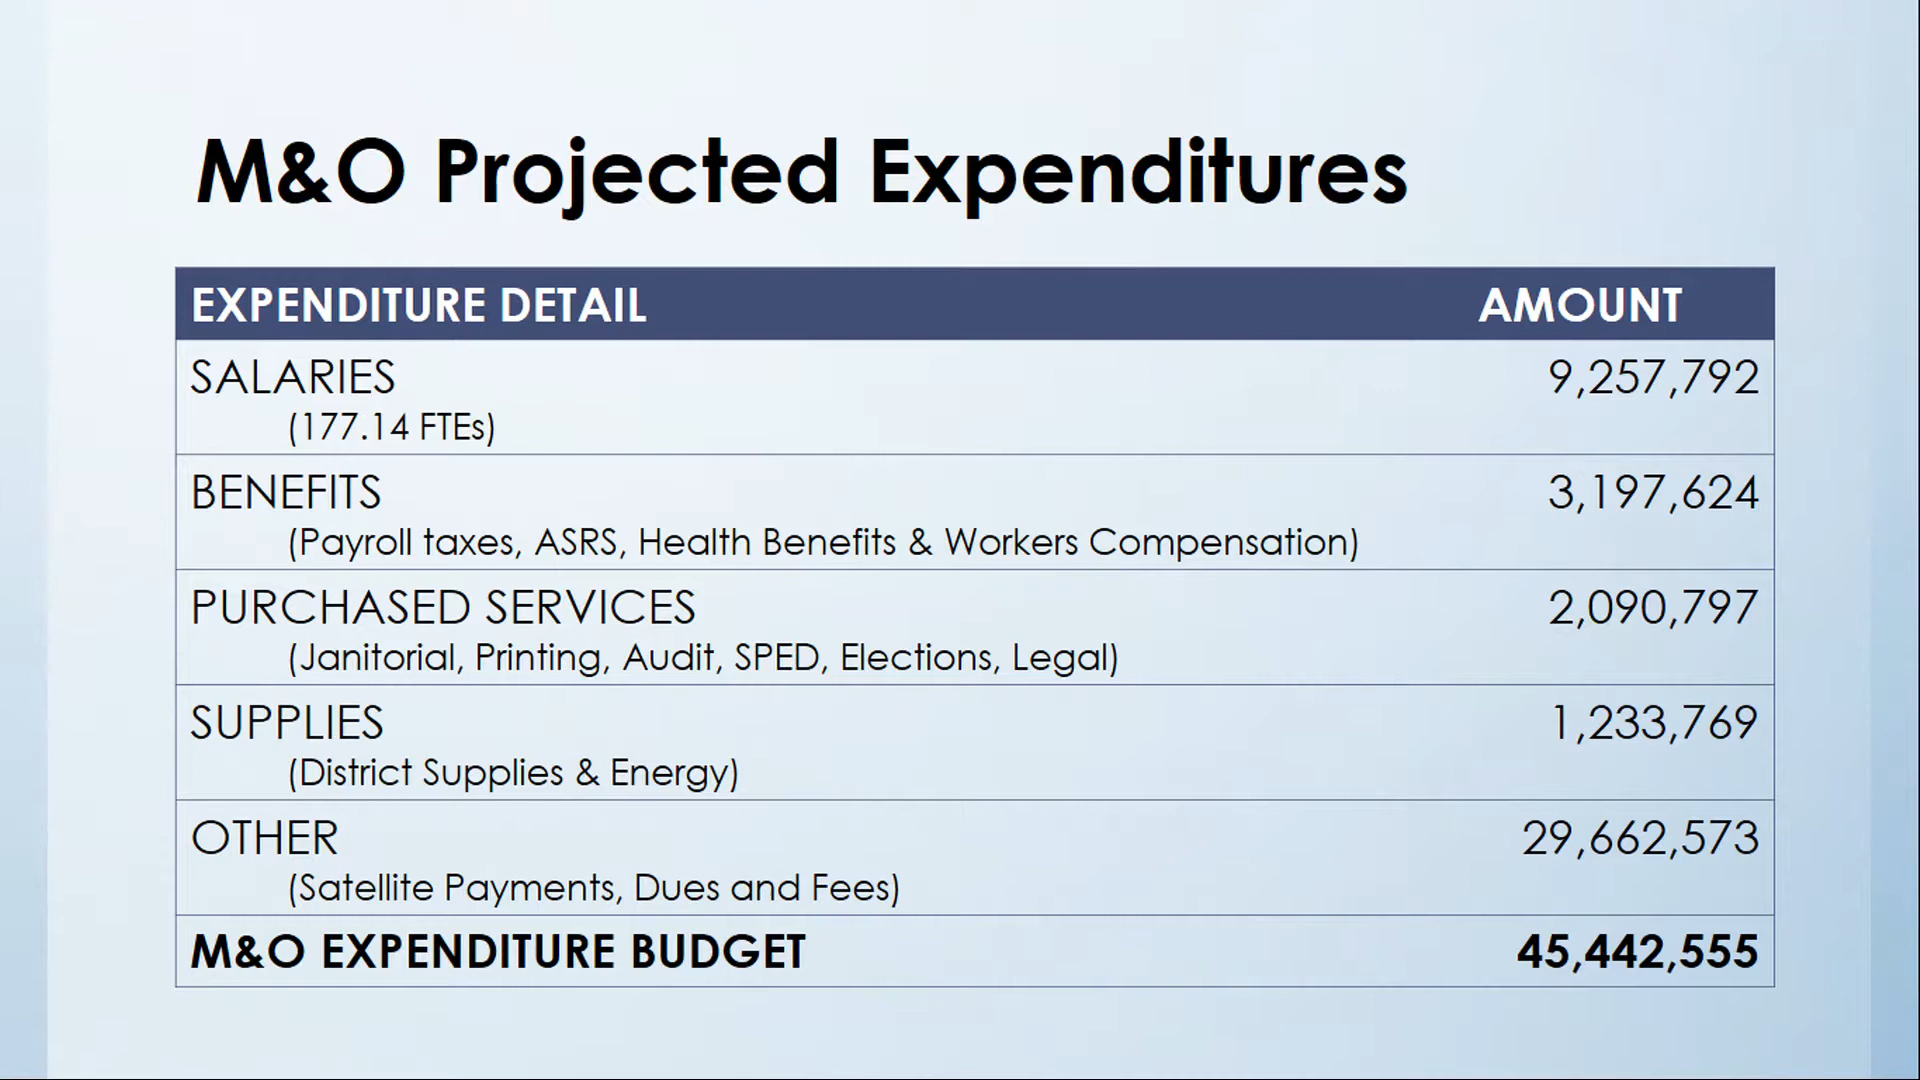 M&O Projected Expenditures
EXPENDITURE DETAIL AMOUNT
SALARIES 9,257,792
(177.14 FTEs)
BENEFITS 3,197,624
(Payroll taxes, ASRS, Health Benefits & Workers Compensation)
PURCHASED SERVICES 2,090,797
(Janitorial, Printing, Audit, SPED, Elections, Legal)
SUPPLIES 1,233,769
(District Supplies & Energy)
OTHER 29,662,573
(Satellite Payments, Dues and Fees)
M&O EXPENDITURE BUDGET 45,442,555